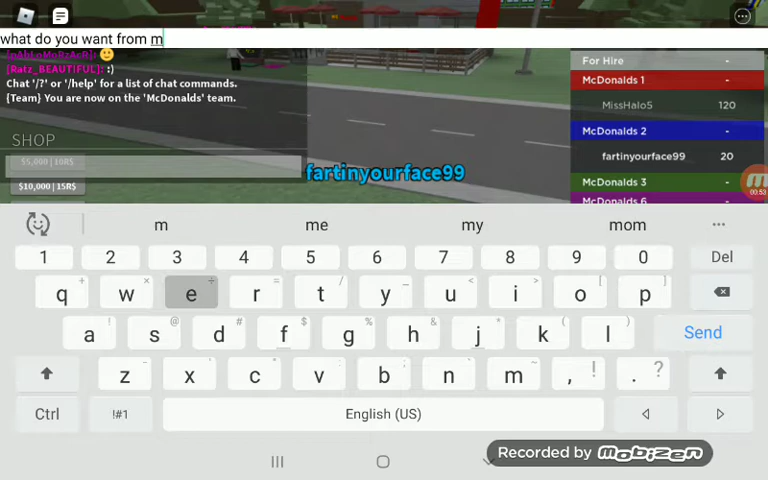 what do you want from m
[Ratz_BEAUTIFUL]: :)
Chat '/?' or '/help' for a list of chat commands.
{Team} You are now on the 'McDonalds' team.
SHOP
$5,000 | 10R$
$10,000 | 15R$
fartinyourface99
For Hire -
McDonalds 1 -
MissHalo5 120
McDonalds 2 -
fartinyourface99 20
McDonalds 3 -
McDonalds 6 -
00:53
m me my mom ...
1 2 3 4 5 6 7 8 9 0 Del
q w e r t y u i o p
a s d f g h j k l Send
z x c v b n m , ! . ?
Ctrl !#1 English (US)
Recorded by mobizen